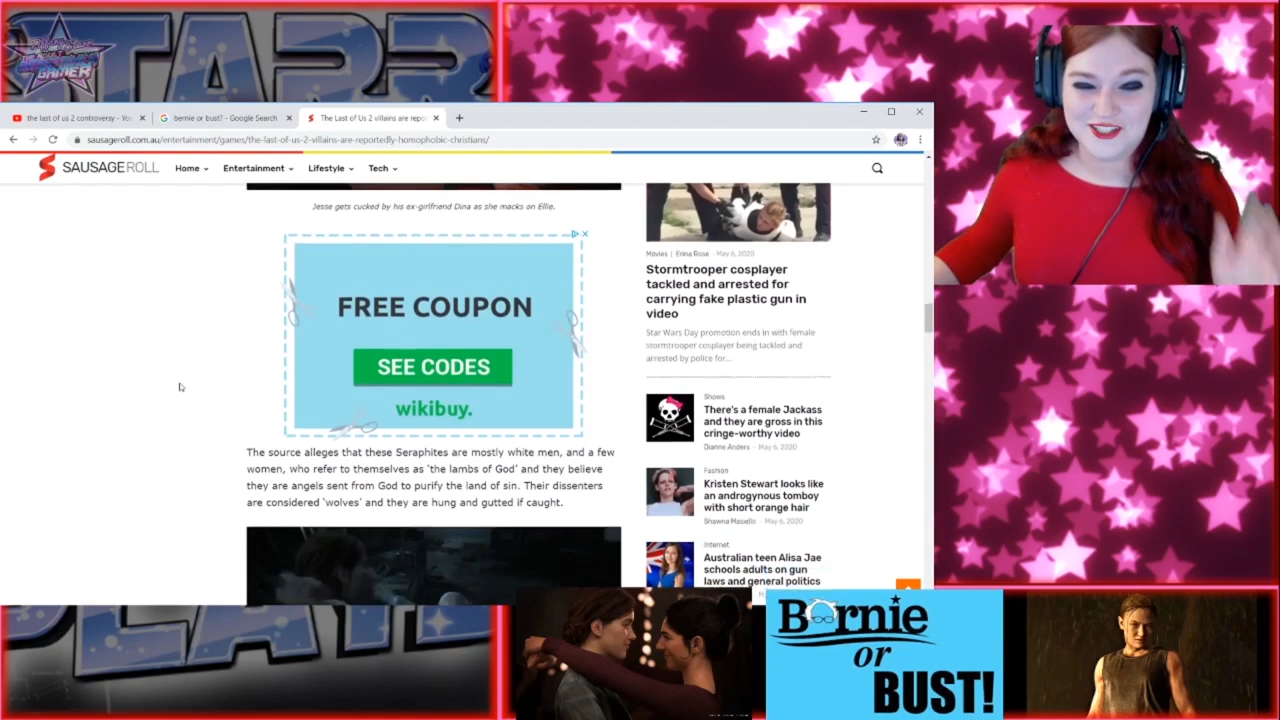 STARR
GAMER
the last of us 2 controversy - You
bernie or bust? - Google Search
The Last of Us 2 villains are repo
sausageroll.com.au/entertainment/games/the-last-of-us-2-villains-are-reportedly-homophobic-christians/
SAUSAGE ROLL
Home
Entertainment
Lifestyle
Tech
Jesse gets cucked by his ex-girlfriend Dina as she macks on Ellie.
FREE COUPON
SEE CODES
wikibuy.
The source alleges that these Seraphites are mostly white men, and a few
women, who refer to themselves as 'the lambs of God' and they believe
they are angels sent from God to purify the land of sin. Their dissenters
are considered 'wolves' and they are hung and gutted if caught.
Movies | Erina Rose - May 6, 2020
Stormtrooper cosplayer
tackled and arrested for
carrying fake plastic gun in
video
Star Wars Day promotion ends in with female
stormtrooper cosplayer being tackled and
arrested by police for...
Shows
There's a female Jackass
and they are gross in this
cringe-worthy video
Dianne Anders - May 6, 2020
Fashion
Kristen Stewart looks like
an androgynous tomboy
with short orange hair
Shawna Masiello - May 6, 2020
Internet
Australian teen Alisa Jae
schools adults on gun
laws and general politics
PLAY
Bernie
or
BUST!